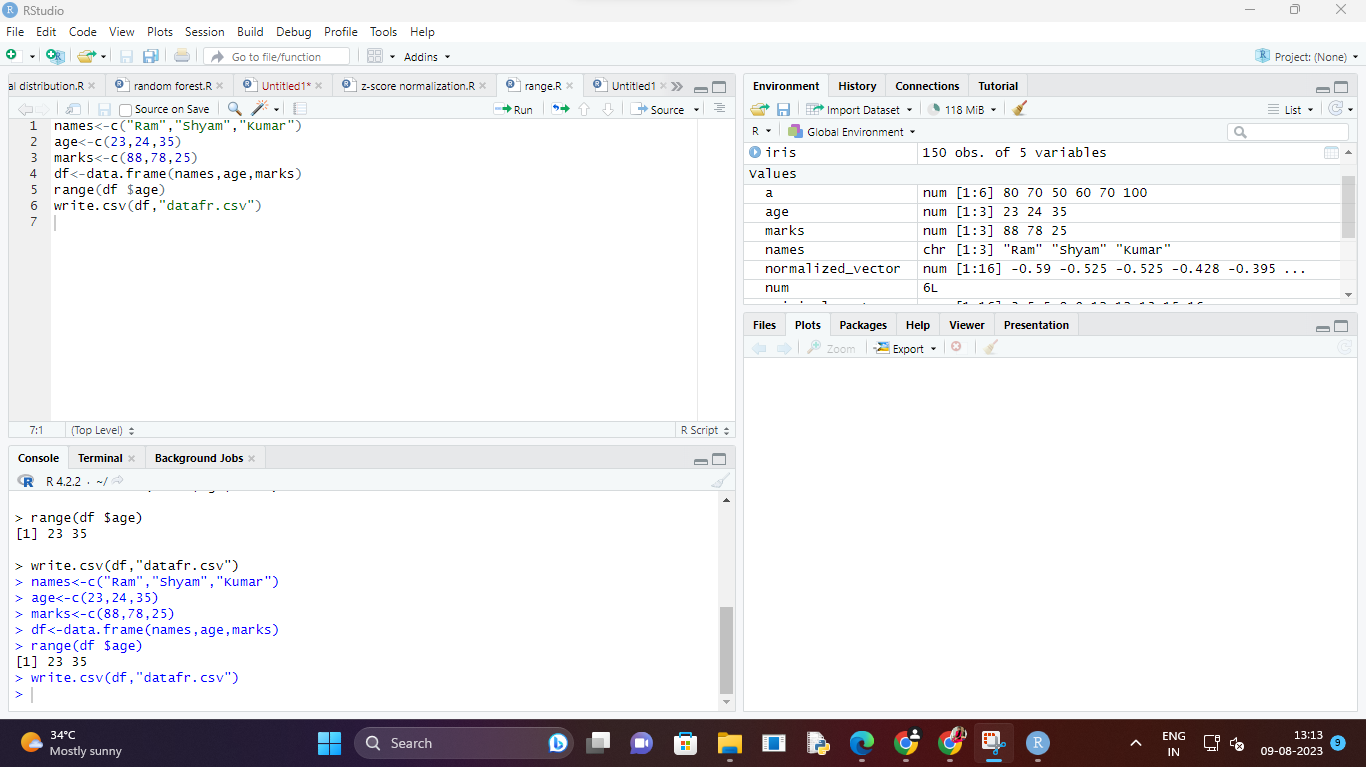 RStudio
File Edit Code View Plots Session Build Debug Profile Tools Help
Go to file/function Addins Project: (None)
al distribution.R random forest.R Untitled1* z-score normalization.R range.R Untitled1
Source on Save Run Source
1 names<-c("Ram","Shyam","Kumar")
2 age<-c(23,24,35)
3 marks<-c(88,78,25)
4 df<-data.frame(names,age,marks)
5 range(df $age)
6 write.csv(df,"datafr.csv")
7
7:1 (Top Level) R Script
Console Terminal Background Jobs
R 4.2.2 · ~/
> range(df $age)
[1] 23 35
> write.csv(df,"datafr.csv")
> names<-c("Ram","Shyam","Kumar")
> age<-c(23,24,35)
> marks<-c(88,78,25)
> df<-data.frame(names,age,marks)
> range(df $age)
[1] 23 35
> write.csv(df,"datafr.csv")
>
Environment History Connections Tutorial
Import Dataset 118 MiB List
R Global Environment
iris 150 obs. of 5 variables
Values
a num [1:6] 80 70 50 60 70 100
age num [1:3] 23 24 35
marks num [1:3] 88 78 25
names chr [1:3] "Ram" "Shyam" "Kumar"
normalized_vector num [1:16] -0.59 -0.525 -0.525 -0.428 -0.395 ...
num 6L
Files Plots Packages Help Viewer Presentation
Zoom Export
34°C
Mostly sunny
Search
ENG
IN
13:13
09-08-2023
9